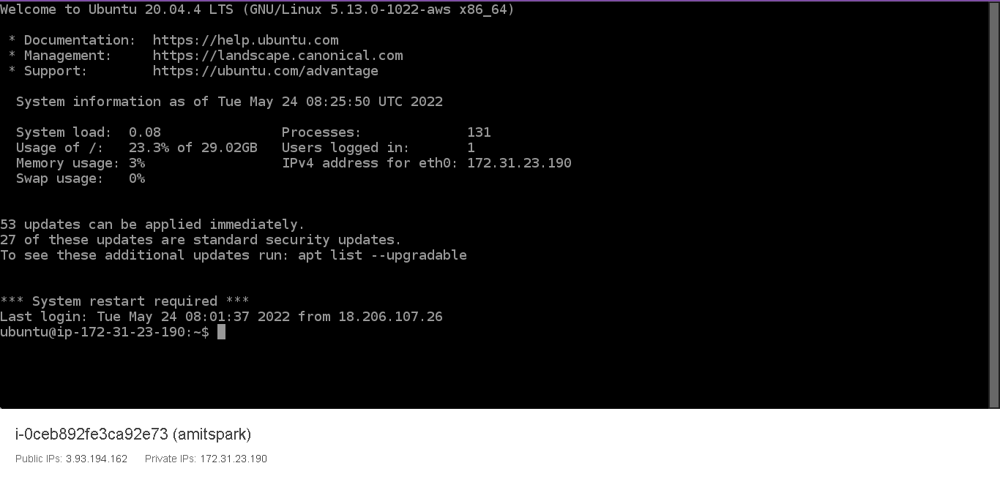 Welcome to Ubuntu 20.04.4 LTS (GNU/Linux 5.13.0-1022-aws x86_64)
* Documentation: https://help.ubuntu.com
* Management: https://landscape.canonical.com
* Support: https://ubuntu.com/advantage
System information as of Tue May 24 08:25:50 UTC 2022
System load: 0.08 Processes: 131
Usage of /: 23.3% of 29.02GB Users logged in: 1
Memory usage: 3% IPv4 address for eth0: 172.31.23.190
Swap usage: 0%
53 updates can be applied immediately.
27 of these updates are standard security updates.
To see these additional updates run: apt list --upgradable
*** System restart required ***
Last login: Tue May 24 08:01:37 2022 from 18.206.107.26
ubuntu@ip-172-31-23-190:~$
i-0ceb892fe3ca92e73 (amitspark)
Public IPs: 3.93.194.162 Private IPs: 172.31.23.190